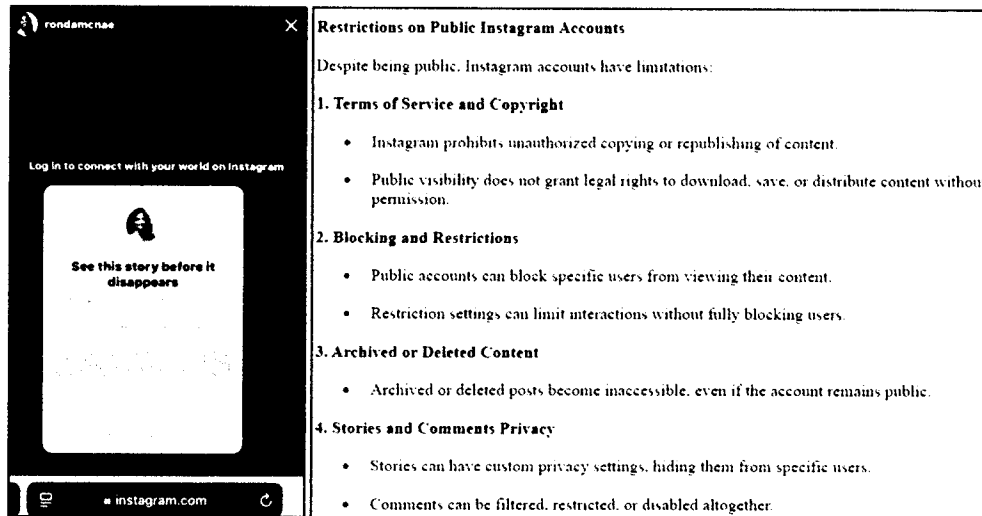 rondamcnae
Log in to connect with your world on Instagram
See this story before it
disappears
instagram.com
Restrictions on Public Instagram Accounts
Despite being public, Instagram accounts have limitations:
1. Terms of Service and Copyright
• Instagram prohibits unauthorized copying or republishing of content.
• Public visibility does not grant legal rights to download, save, or distribute content withou
permission.
2. Blocking and Restrictions
• Public accounts can block specific users from viewing their content.
• Restriction settings can limit interactions without fully blocking users.
3. Archived or Deleted Content
• Archived or deleted posts become inaccessible, even if the account remains public.
4. Stories and Comments Privacy
• Stories can have custom privacy settings, hiding them from specific users.
• Comments can be filtered, restricted, or disabled altogether.